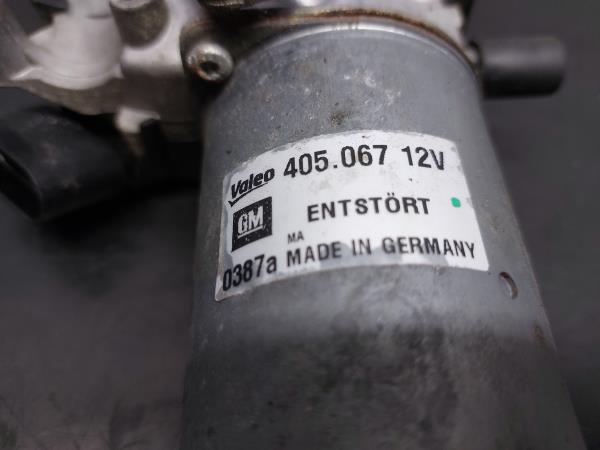 Valeo 405.067 12V
GM ENTSTÖRT
MA
0387a MADE IN GERMANY